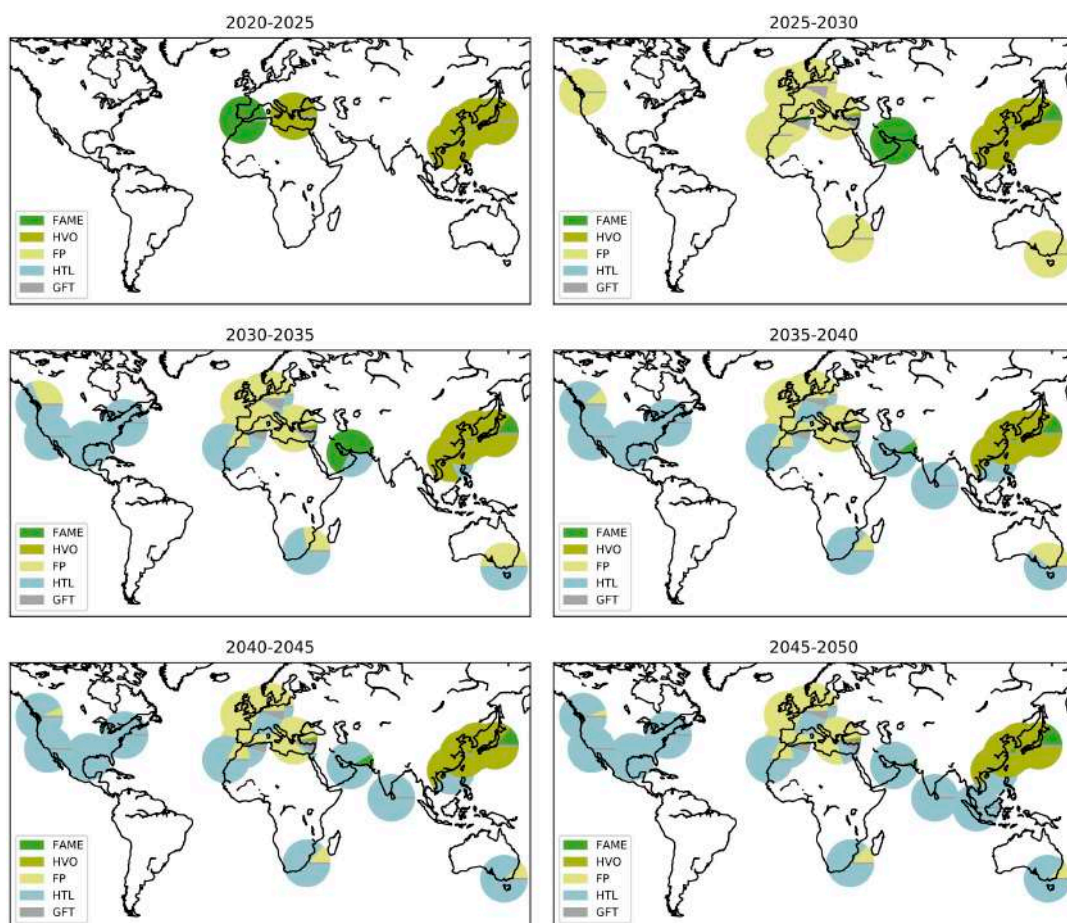 2020-2025
FAME
HVO
FP
HTL
GFT
2025-2030
FAME
HVO
FP
HTL
GFT
2030-2035
FAME
HVO
FP
HTL
GFT
2035-2040
FAME
HVO
FP
HTL
GFT
2040-2045
FAME
HVO
FP
HTL
GFT
2045-2050
FAME
HVO
FP
HTL
GFT